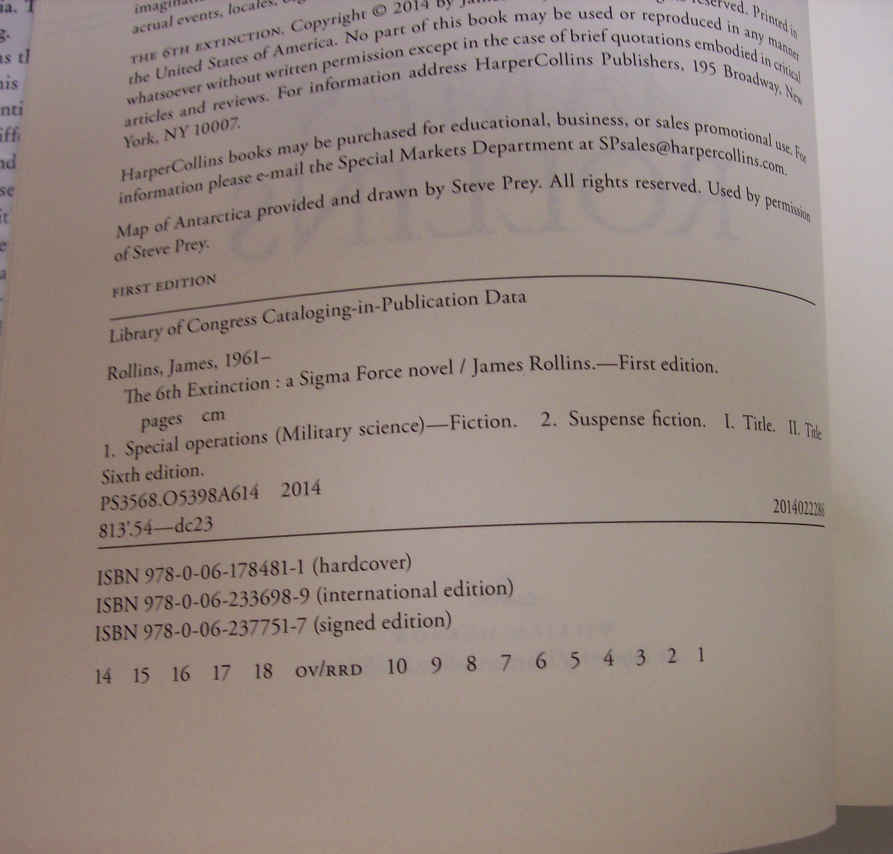 actual events, locales,
THE 6TH EXTINCTION. Copyright © 2014 by reserved. Printed in
the United States of America. No part of this book may be used or reproduced in any manner
whatsoever without written permission except in the case of brief quotations embodied in critical
articles and reviews. For information address HarperCollins Publishers, 195 Broadway, New
York, NY 10007.
HarperCollins books may be purchased for educational, business, or sales promotional use. For
information please e-mail the Special Markets Department at SPsales@harpercollins.com.
Map of Antarctica provided and drawn by Steve Prey. All rights reserved. Used by permission
of Steve Prey.
FIRST EDITION
Library of Congress Cataloging-in-Publication Data
Rollins, James, 1961–
The 6th Extinction : a Sigma Force novel / James Rollins.—First edition.
pages cm
1. Special operations (Military science)—Fiction. 2. Suspense fiction. I. Title. II. Title
Sixth edition.
PS3568.O5398A614 2014
813'.54—dc23
2014022286
ISBN 978-0-06-178481-1 (hardcover)
ISBN 978-0-06-233698-9 (international edition)
ISBN 978-0-06-237751-7 (signed edition)
14 15 16 17 18 OV/RRD 10 9 8 7 6 5 4 3 2 1